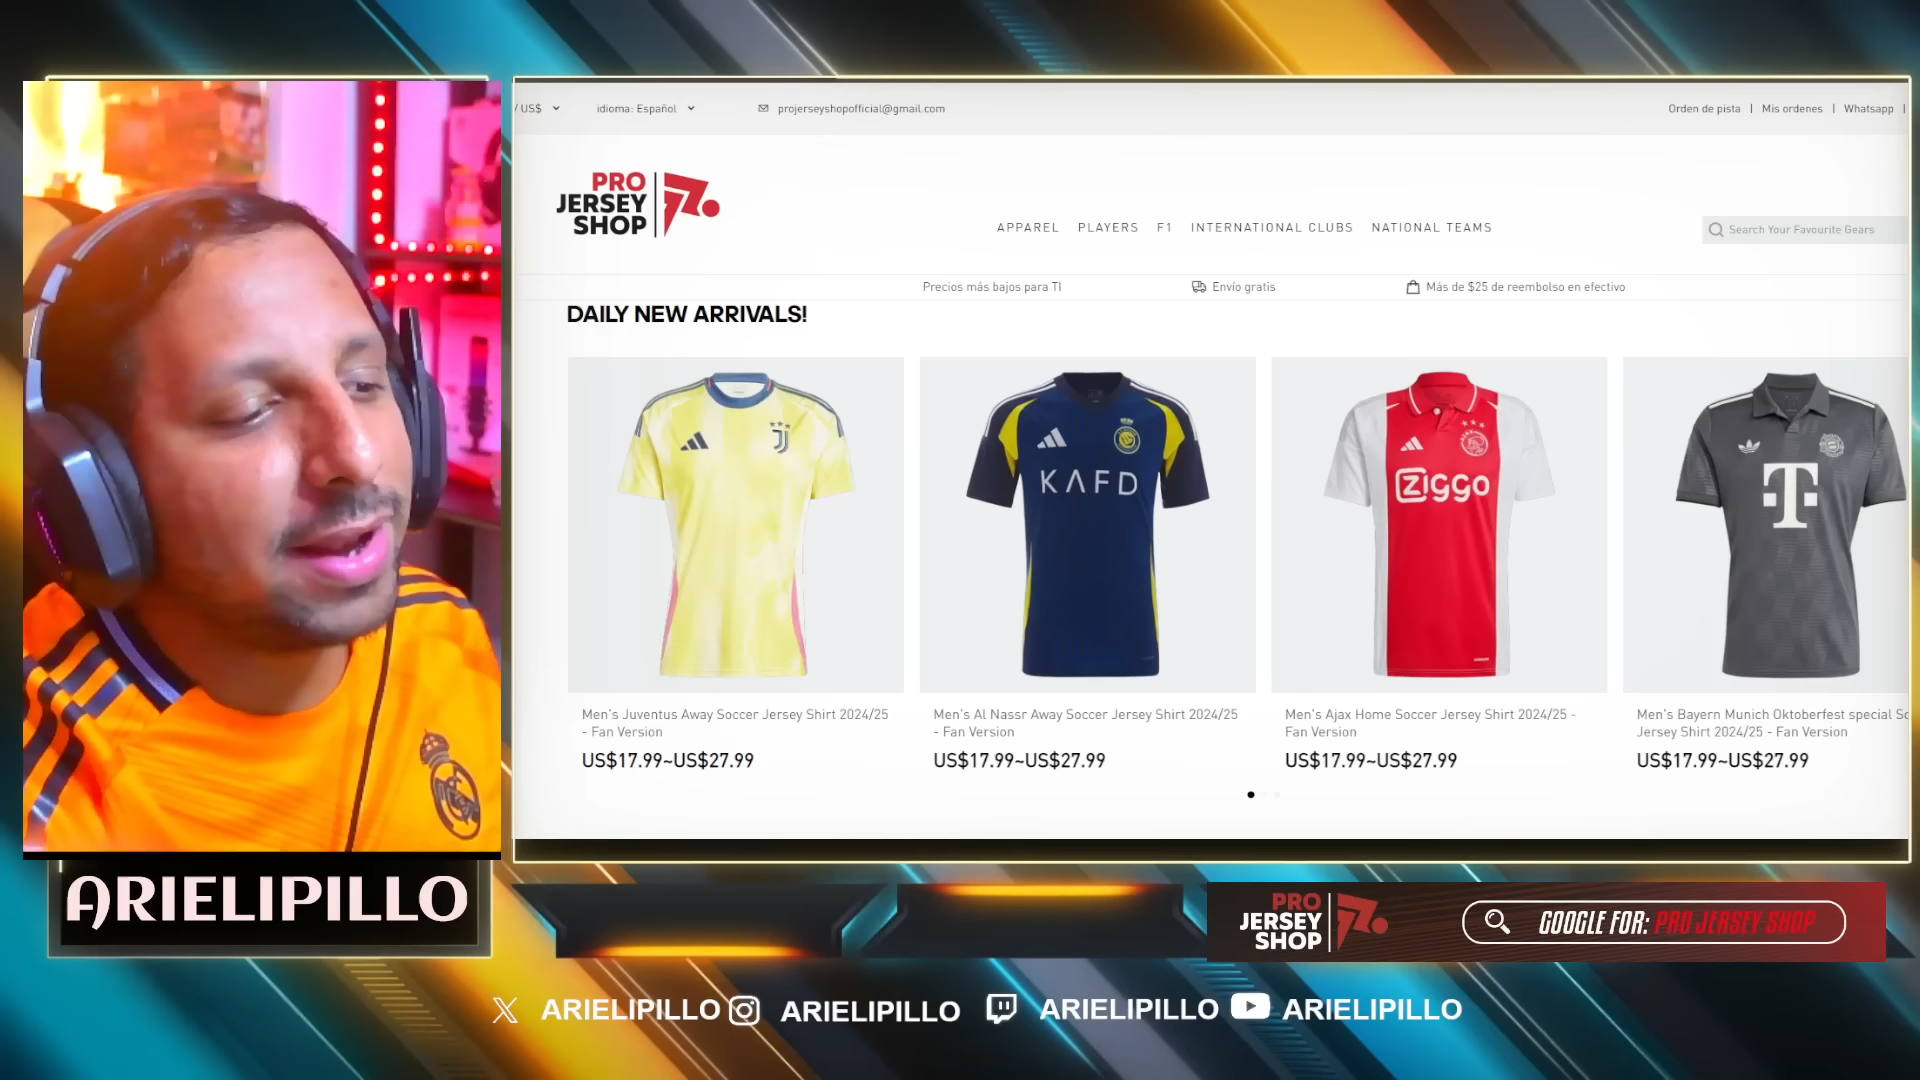 / US$
idioma: Español
projerseyshopofficial@gmail.com
Orden de pista | Mis ordenes | Whatsapp |
PRO
JERSEY
SHOP
APPAREL PLAYERS F1 INTERNATIONAL CLUBS NATIONAL TEAMS
Search Your Favourite Gears
Precios más bajos para TI
Envío gratis
Más de $25 de reembolso en efectivo
DAILY NEW ARRIVALS!
KAFD
Ziggo
T
Men's Juventus Away Soccer Jersey Shirt 2024/25
- Fan Version
US$17.99~US$27.99
Men's Al Nassr Away Soccer Jersey Shirt 2024/25
- Fan Version
US$17.99~US$27.99
Men's Ajax Home Soccer Jersey Shirt 2024/25 -
Fan Version
US$17.99~US$27.99
Men's Bayern Munich Oktoberfest special So
Jersey Shirt 2024/25 - Fan Version
US$17.99~US$27.99
ARIELIPILLO
PRO
JERSEY
SHOP
GOOGLE FOR: PRO JERSEY SHOP
ARIELIPILLO
ARIELIPILLO
ARIELIPILLO
ARIELIPILLO